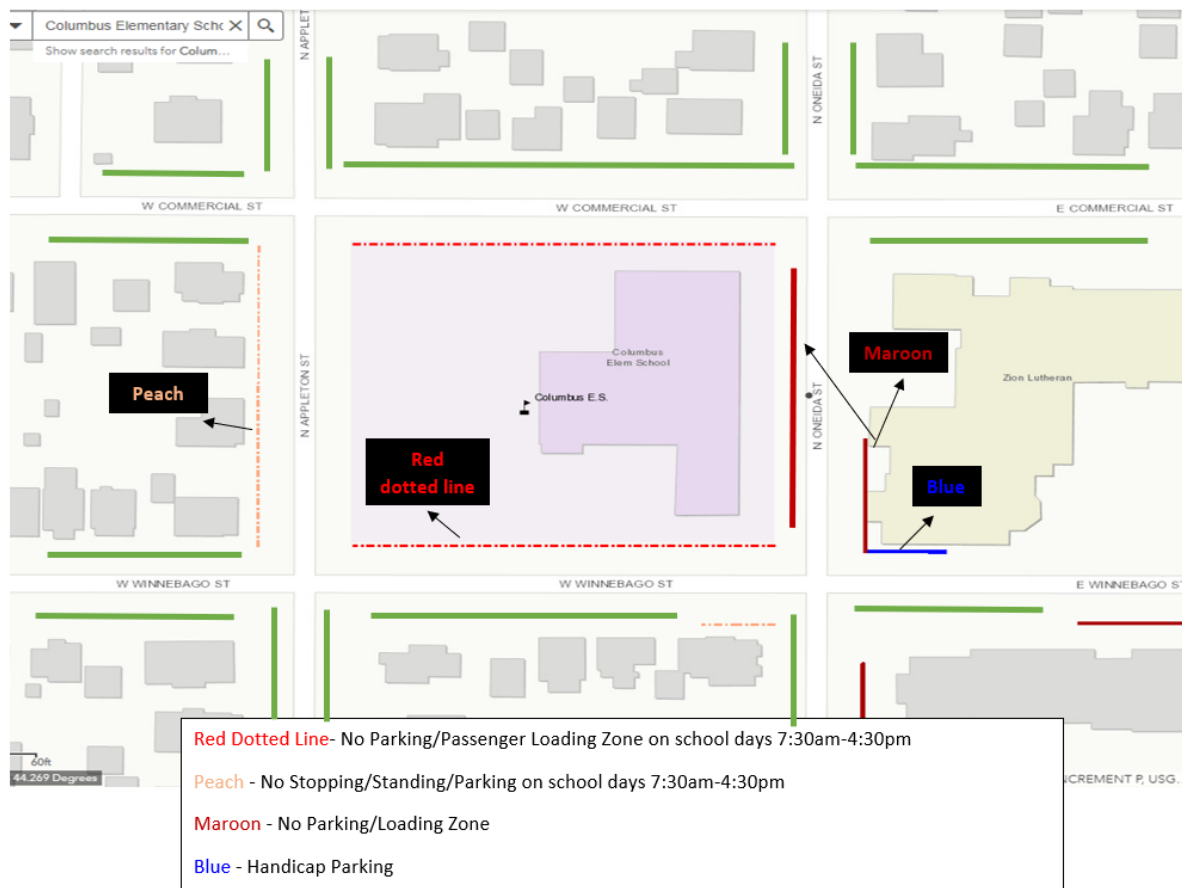 Columbus Elementary Schc
Show search results for Colum...
N APPLETON ST
N ONEIDA ST
W COMMERCIAL ST
W COMMERCIAL ST
E COMMERCIAL ST
Peach
N APPLETON ST
Red
dotted line
Columbus
Elem School
Columbus E.S.
N ONEIDA ST
Maroon
Zion Lutheran
Blue
W WINNEBAGO ST
W WINNEBAGO ST
E WINNEBAGO ST
60ft
44.269 Degrees
NCREMENT P, USG.
Red Dotted Line- No Parking/Passenger Loading Zone on school days 7:30am-4:30pm
Peach - No Stopping/Standing/Parking on school days 7:30am-4:30pm
Maroon - No Parking/Loading Zone
Blue - Handicap Parking